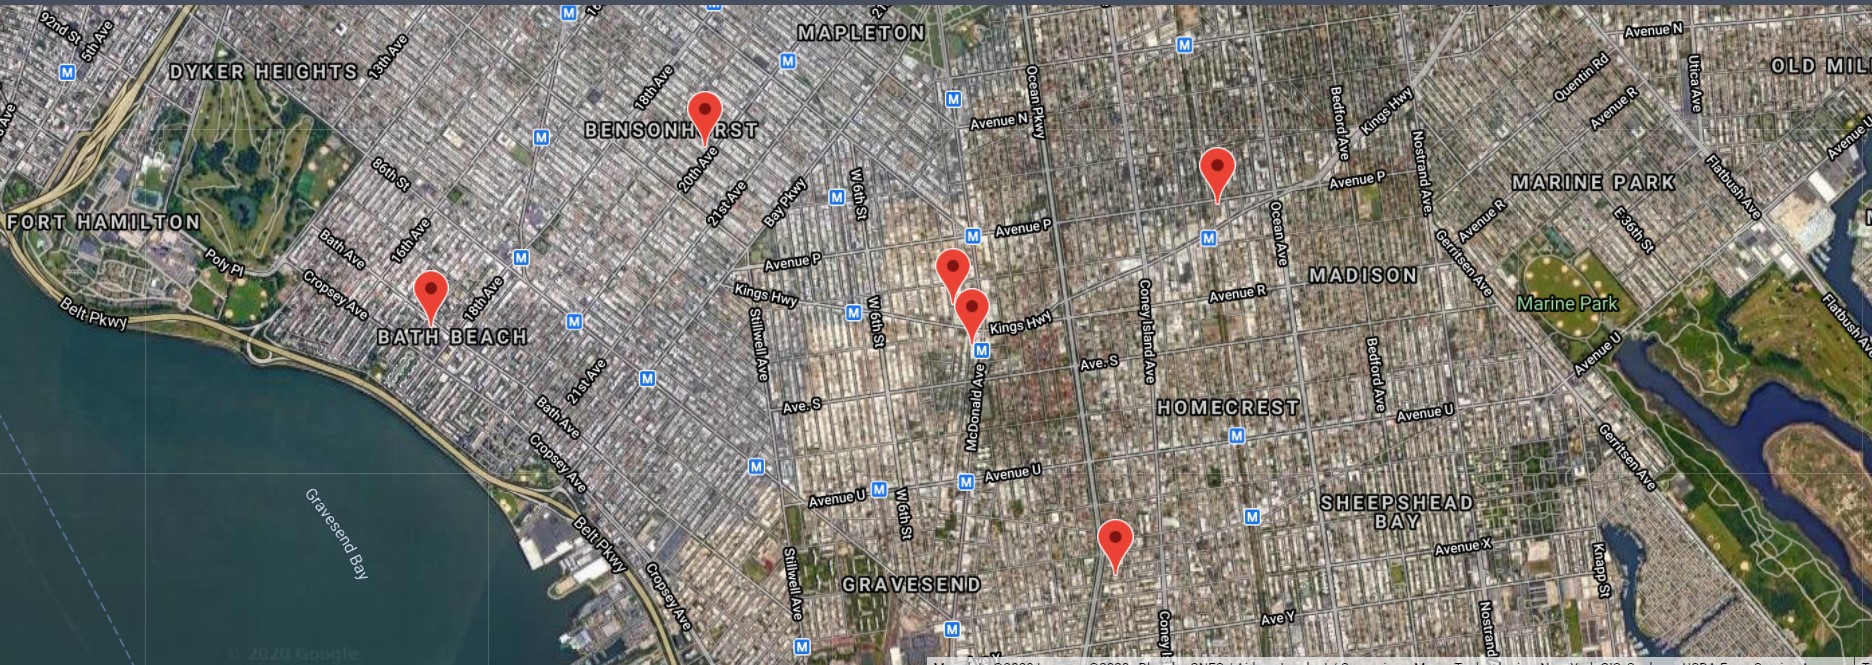 92nd St
5th Ave
DYKER HEIGHTS
13th Ave
MAPLETON
18th Ave
BENSONHURST
Ocean Pkwy
Avenue N
Avenue N
Quentin Rd
Utica Ave
OLD MIL
Avenue R
Bedford Ave
Kings Hwy
Nostrand Ave
Avenue U
86th St
20th Ave
21st Ave
Bay Pkwy
W 6th St
Avenue P
MARINE PARK
Flatbush Ave
FORT HAMILTON
16th Ave
Bath Ave
Poly Pl
Avenue P
Avenue P
Ocean Ave
Avenue R
E 36th St
Gerritsen Ave
MADISON
Cropsey Ave
18th Ave
Kings Hwy
Avenue R
Marine Park
Belt Pkwy
BATH BEACH
Stillwell Ave
W 6th St
Kings Hwy
Coney Island Ave
Flatbush Ave
21st Ave
Ave. S
Bedford Ave
Avenue U
Bath Ave
Ave. S
McDonald Ave
HOMECREST
Avenue U
Cropsey Ave
Avenue U
Avenue U
Gerritsen Ave
Gravesend Bay
W 6th St
SHEEPSHEAD
BAY
Belt Pkwy
Avenue X
Stillwell Ave
GRAVESEND
Knapp St
Cropsey Ave
Ave Y
Coney I
Nostrand
© 2020 Google